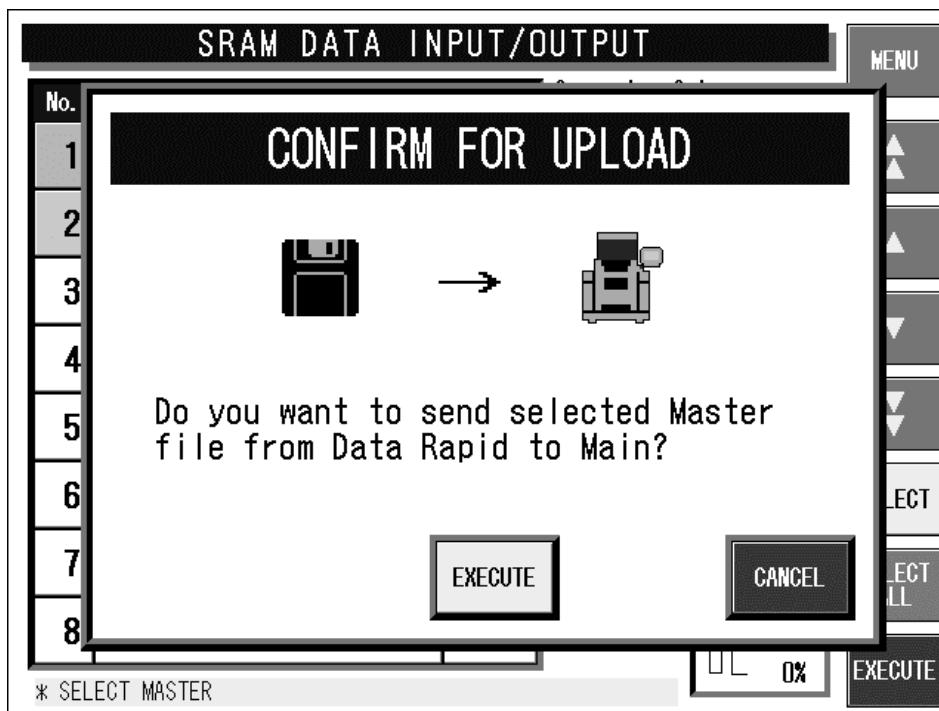 SRAM DATA INPUT/OUTPUT
MENU
No.
CONFIRM FOR UPLOAD
1
2
3
4
5
6
7
8
Do you want to send selected Master
file from Data Rapid to Main?
EXECUTE
CANCEL
0%
EXECUTE
* SELECT MASTER